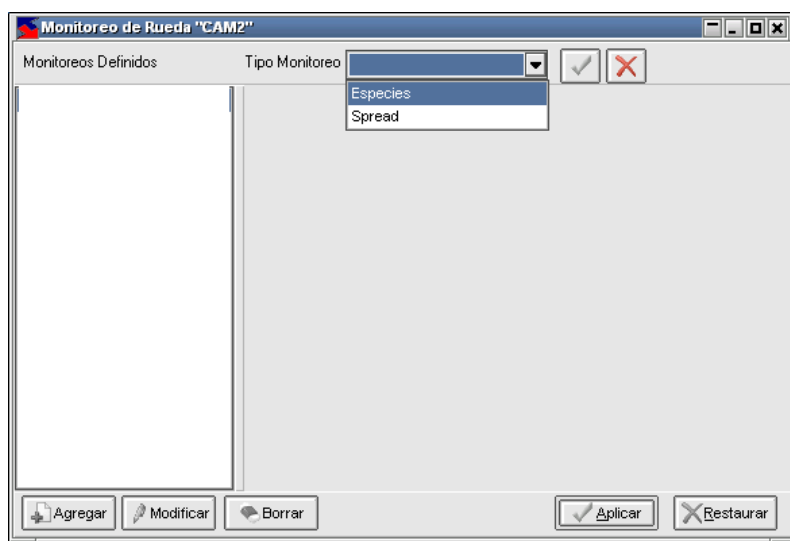 Monitoreo de Rueda "CAM2"
Monitoreos Definidos
Tipo Monitoreo
Especies
Spread
Agregar
Modificar
Borrar
Aplicar
Restaurar